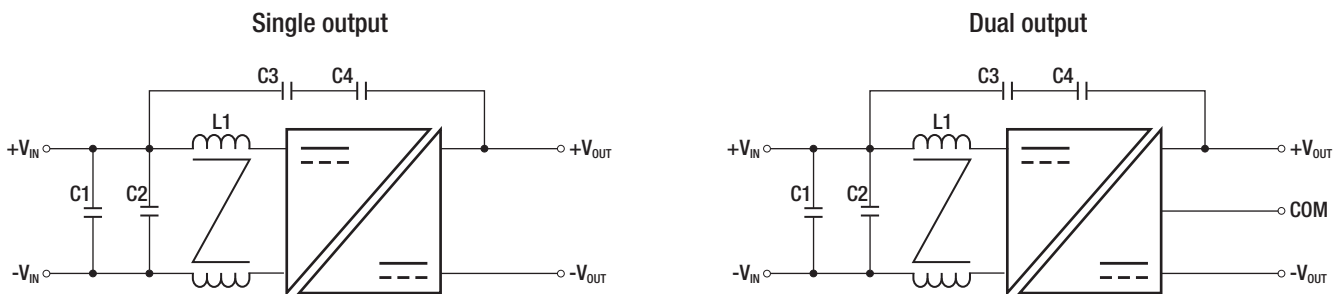 Single output
C3 C4
L1
+VIN
+VOUT
C1 C2
-VIN
-VOUT
Dual output
C3 C4
L1
+VIN
+VOUT
C1 C2
COM
-VIN
-VOUT